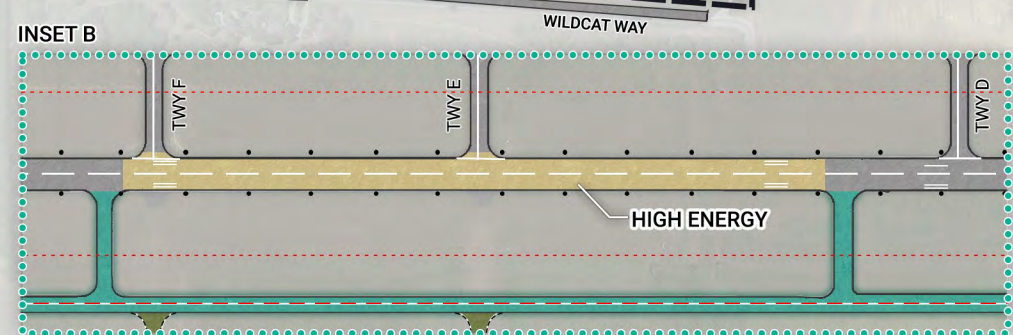 WILDCAT WAY
INSET B
TWY F
TWY E
TWY D
HIGH ENERGY